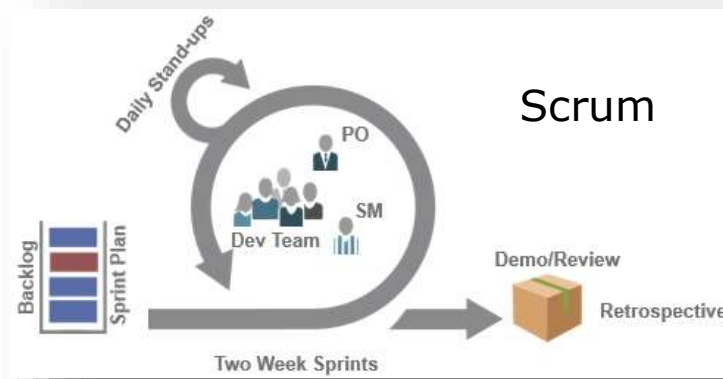 Scrum
Daily Stand-ups
PO
SM
Dev Team
Backlog
Sprint Plan
Demo/Review
Retrospective
Two Week Sprints